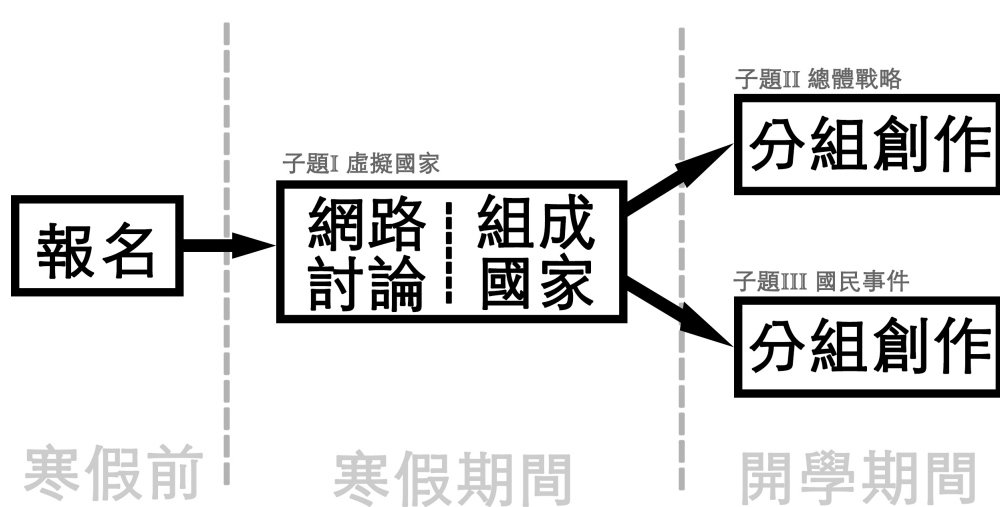 報名
子題I 虛擬國家
網路 組成
討論 國家
子題II 總體戰略
分組創作
子題III 國民事件
分組創作
寒假前
寒假期間
開學期間